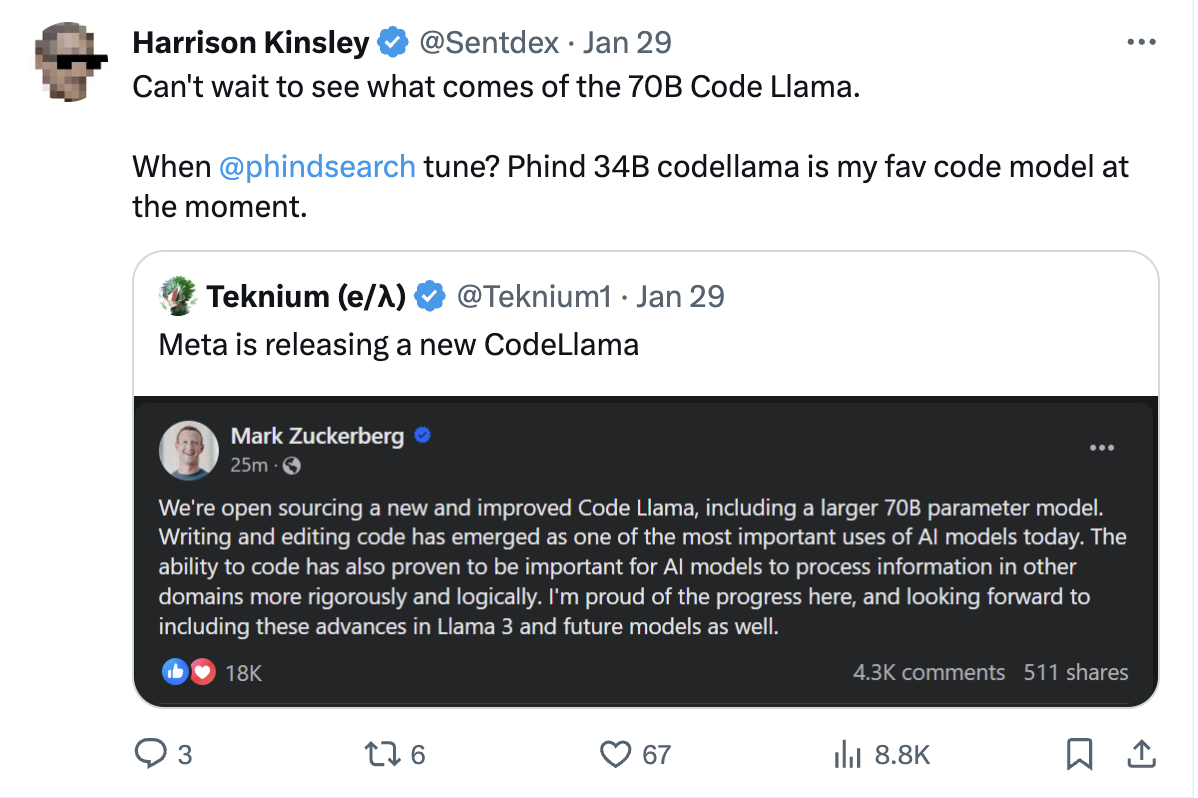 Harrison Kinsley @Sentdex · Jan 29
Can't wait to see what comes of the 70B Code Llama.
When @phindsearch tune? Phind 34B codellama is my fav code model at
the moment.
Teknium (e/λ) @Teknium1 · Jan 29
Meta is releasing a new CodeLlama
Mark Zuckerberg
25m ·
We're open sourcing a new and improved Code Llama, including a larger 70B parameter model.
Writing and editing code has emerged as one of the most important uses of AI models today. The
ability to code has also proven to be important for AI models to process information in other
domains more rigorously and logically. I'm proud of the progress here, and looking forward to
including these advances in Llama 3 and future models as well.
18K 4.3K comments 511 shares
3 6 67 8.8K